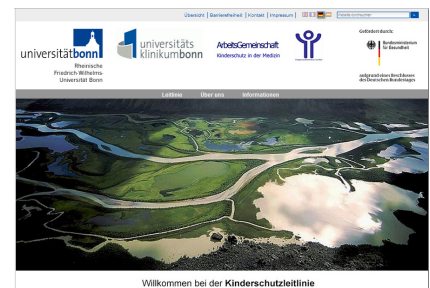 Übersicht | Barrierefreiheit | Kontakt | Impressum |
universitätbonn
Rheinische
Friedrich-Wilhelms-
Universität Bonn
universitäts
klinikumbonn
ArbeitsGemeinschaft
Kinderschutz in der Medizin
Gefördert durch:
Bundesministerium
für Gesundheit
aufgrund eines Beschlusses
des Deutschen Bundestages
Leitlinie Über uns Informationen
Willkommen bei der Kinderschutzleitlinie